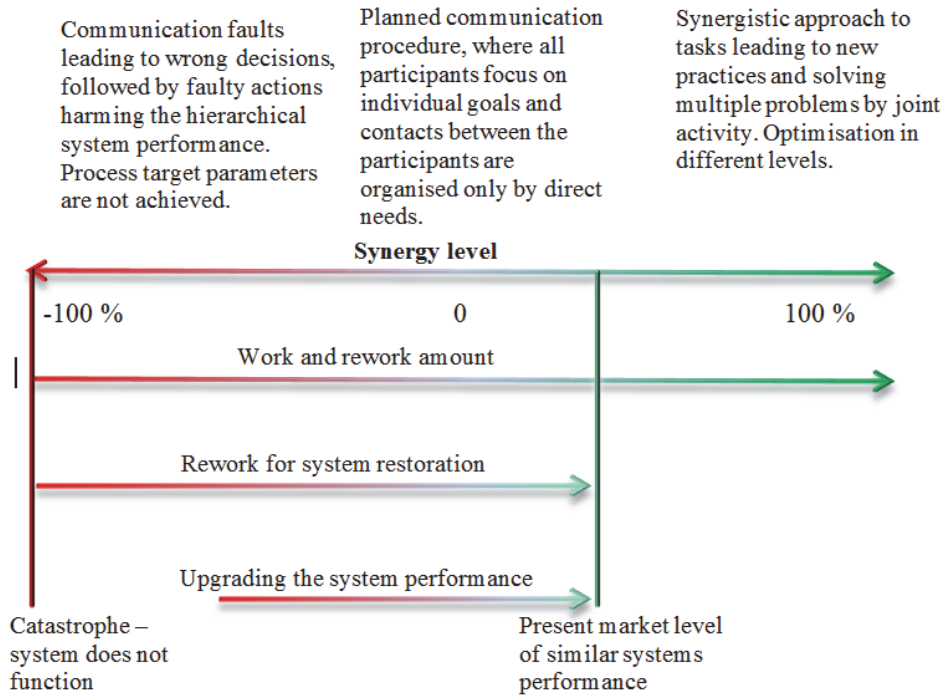 Communication faults
leading to wrong decisions,
followed by faulty actions
harming the hierarchical
system performance.
Process target parameters
are not achieved.
Planned communication
procedure, where all
participants focus on
individual goals and
contacts between the
participants are
organised only by direct
needs.
Synergistic approach to
tasks leading to new
practices and solving
multiple problems by joint
activity. Optimisation in
different levels.
Synergy level
-100 %
0
100 %
Work and rework amount
Rework for system restoration
Upgrading the system performance
Catastrophe –
system does not
function
Present market level
of similar systems
performance